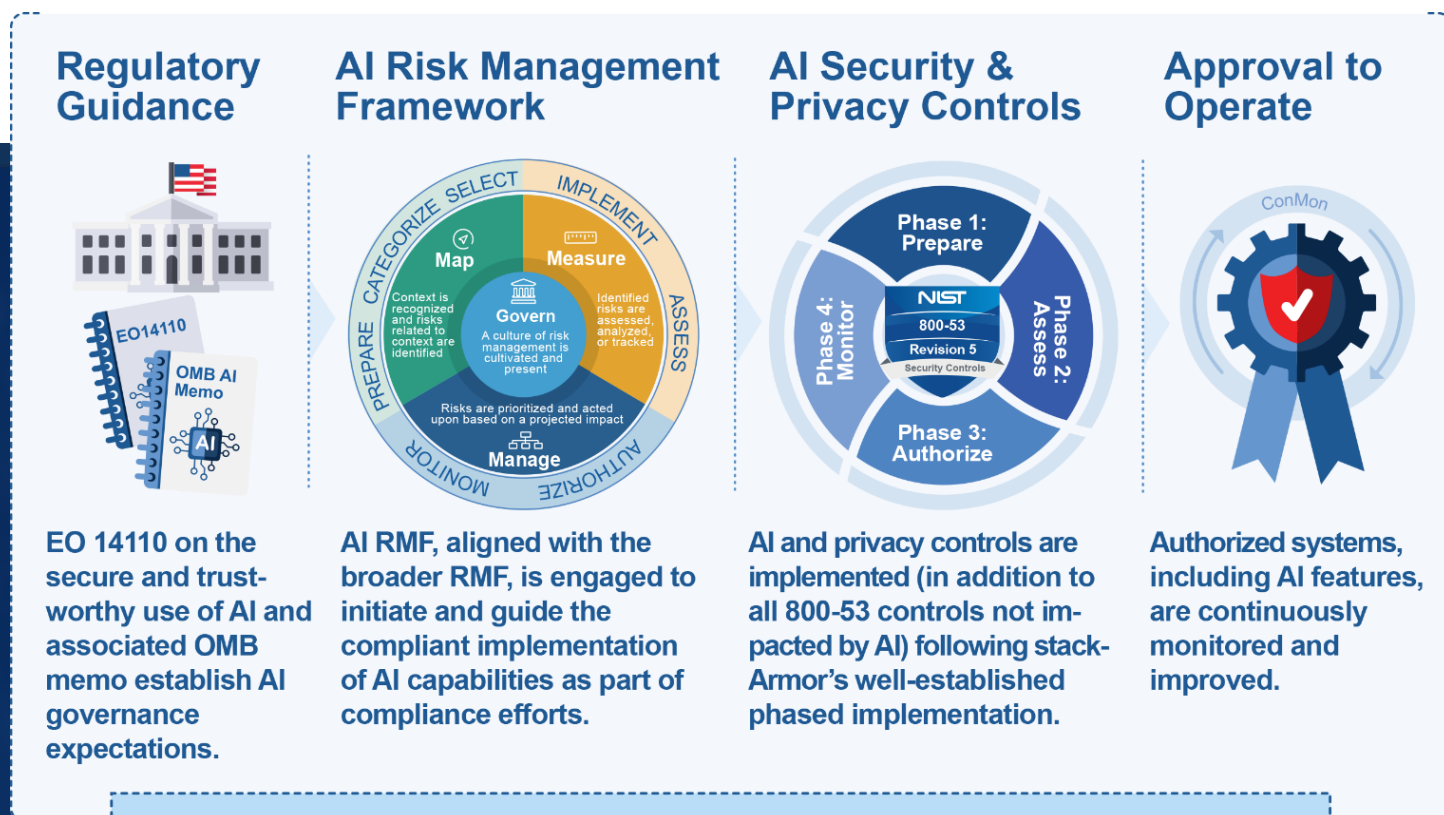 Regulatory
Guidance
EO14110
OMB AI
Memo
AI
EO 14110 on the
secure and trust-
worthy use of AI and
associated OMB
memo establish AI
governance
expectations.
AI Risk Management
Framework
PREPARE
CATEGORIZE
SELECT
IMPLEMENT
ASSESS
AUTHORIZE
MONITOR
Map
Context is
recognized
and risks
related to
context are
identified
Measure
Identified
risks are
assessed,
analyzed,
or tracked
Govern
A culture of risk
management is
cultivated and
present
Risks are prioritized and acted
upon based on a projected impact
Manage
AI RMF, aligned with the
broader RMF, is engaged to
initiate and guide the
compliant implementation
of AI capabilities as part of
compliance efforts.
AI Security &
Privacy Controls
Phase 1:
Prepare
Phase 2:
Assess
Phase 3:
Authorize
Phase 4:
Monitor
NIST
800-53
Revision 5
Security Controls
AI and privacy controls are
implemented (in addition to
all 800-53 controls not im-
pacted by AI) following stack-
Armor's well-established
phased implementation.
Approval to
Operate
ConMon
Authorized systems,
including AI features,
are continuously
monitored and
improved.